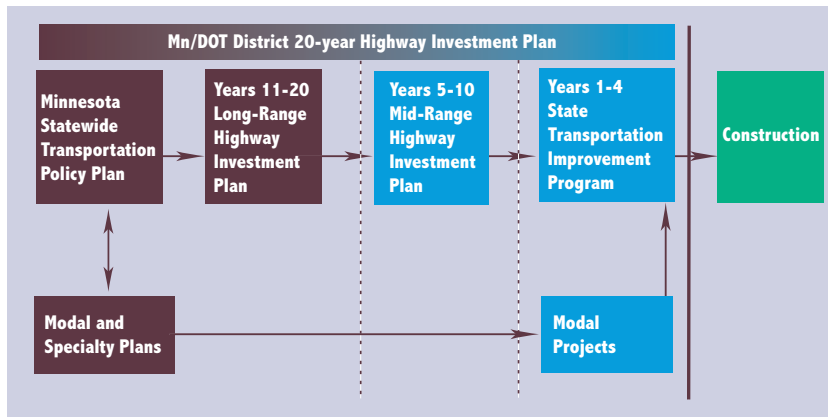 Mn/DOT District 20-year Highway Investment Plan
Minnesota
Statewide
Transportation
Policy Plan
Years 11-20
Long-Range
Highway
Investment
Plan
Years 5-10
Mid-Range
Highway
Investment
Plan
Years 1-4
State
Transportation
Improvement
Program
Construction
Modal and
Specialty Plans
Modal
Projects